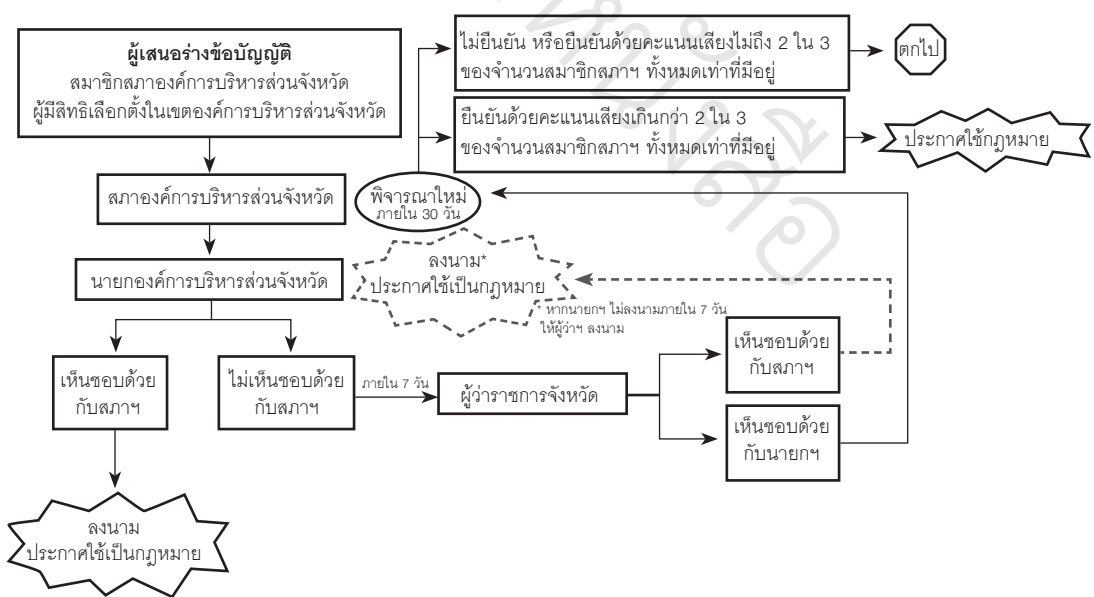 ผู้เสนอร่างข้อบัญญัติ
สมาชิกสภาองค์การบริหารส่วนจังหวัด
ผู้มีสิทธิเลือกตั้งในเขตองค์การบริหารส่วนจังหวัด
ไม่ยืนยัน หรือยืนยันด้วยคะแนนเสียงไม่ถึง 2 ใน 3
ของจำนวนสมาชิกสภาฯ ทั้งหมดเท่าที่มีอยู่
ตกไป
ยืนยันด้วยคะแนนเสียงเกินกว่า 2 ใน 3
ของจำนวนสมาชิกสภาฯ ทั้งหมดเท่าที่มีอยู่
ประกาศใช้กฎหมาย
สภาองค์การบริหารส่วนจังหวัด
พิจารณาใหม่
ภายใน 30 วัน
นายกองค์การบริหารส่วนจังหวัด
ลงนาม*
ประกาศใช้เป็นกฎหมาย
* หากนายกฯ ไม่ลงนามภายใน 7 วัน
ให้ผู้ว่าฯ ลงนาม
เห็นชอบด้วย
กับสภาฯ
ไม่เห็นชอบด้วย
กับสภาฯ
ภายใน 7 วัน
ผู้ว่าราชการจังหวัด
เห็นชอบด้วย
กับสภาฯ
เห็นชอบด้วย
กับนายกฯ
ลงนาม
ประกาศใช้เป็นกฎหมาย